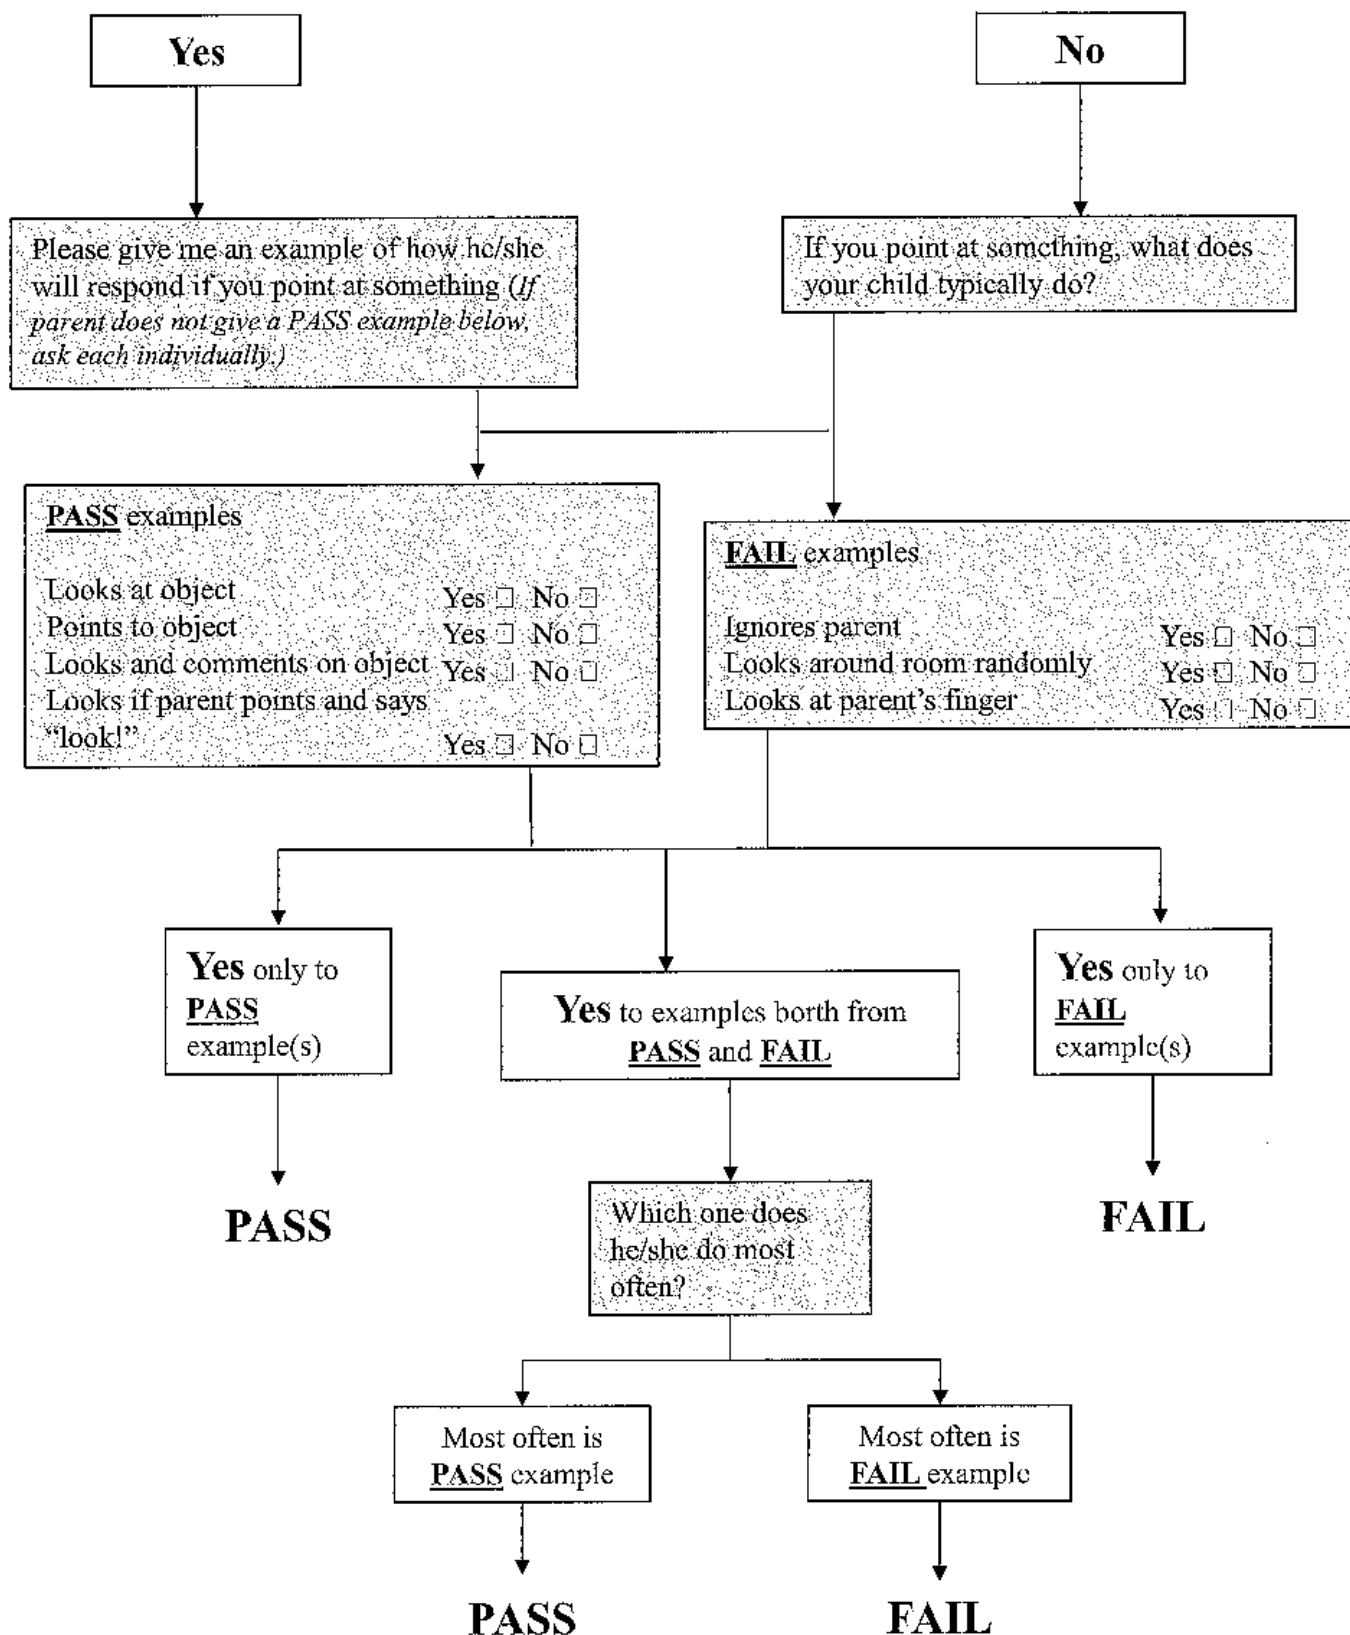 Yes
No
Please give me an example of how he/she
will respond if you point at something (If
parent does not give a PASS example below,
ask each individually.)
If you point at something, what does
your child typically do?
PASS examples
Looks at object Yes □ No □
Points to object Yes □ No □
Looks and comments on object Yes □ No □
Looks if parent points and says
“look!” Yes □ No □
FAIL examples
Ignores parent Yes □ No □
Looks around room randomly Yes □ No □
Looks at parent's finger Yes □ No □
Yes only to
PASS
example(s)
Yes to examples borth from
PASS and FAIL
Yes only to
FAIL
example(s)
PASS
Which one does
he/she do most
often?
FAIL
Most often is
PASS example
Most often is
FAIL example
PASS
FAIL